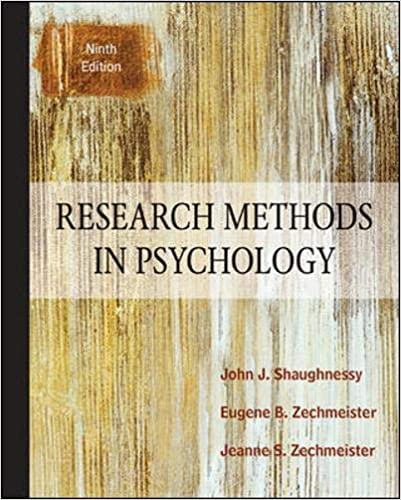 Ninth
Edition
RESEARCH METHODS
IN PSYCHOLOGY
John J. Shaughnessy
Eugene B. Zechmeister
Jeanne S. Zechmeister